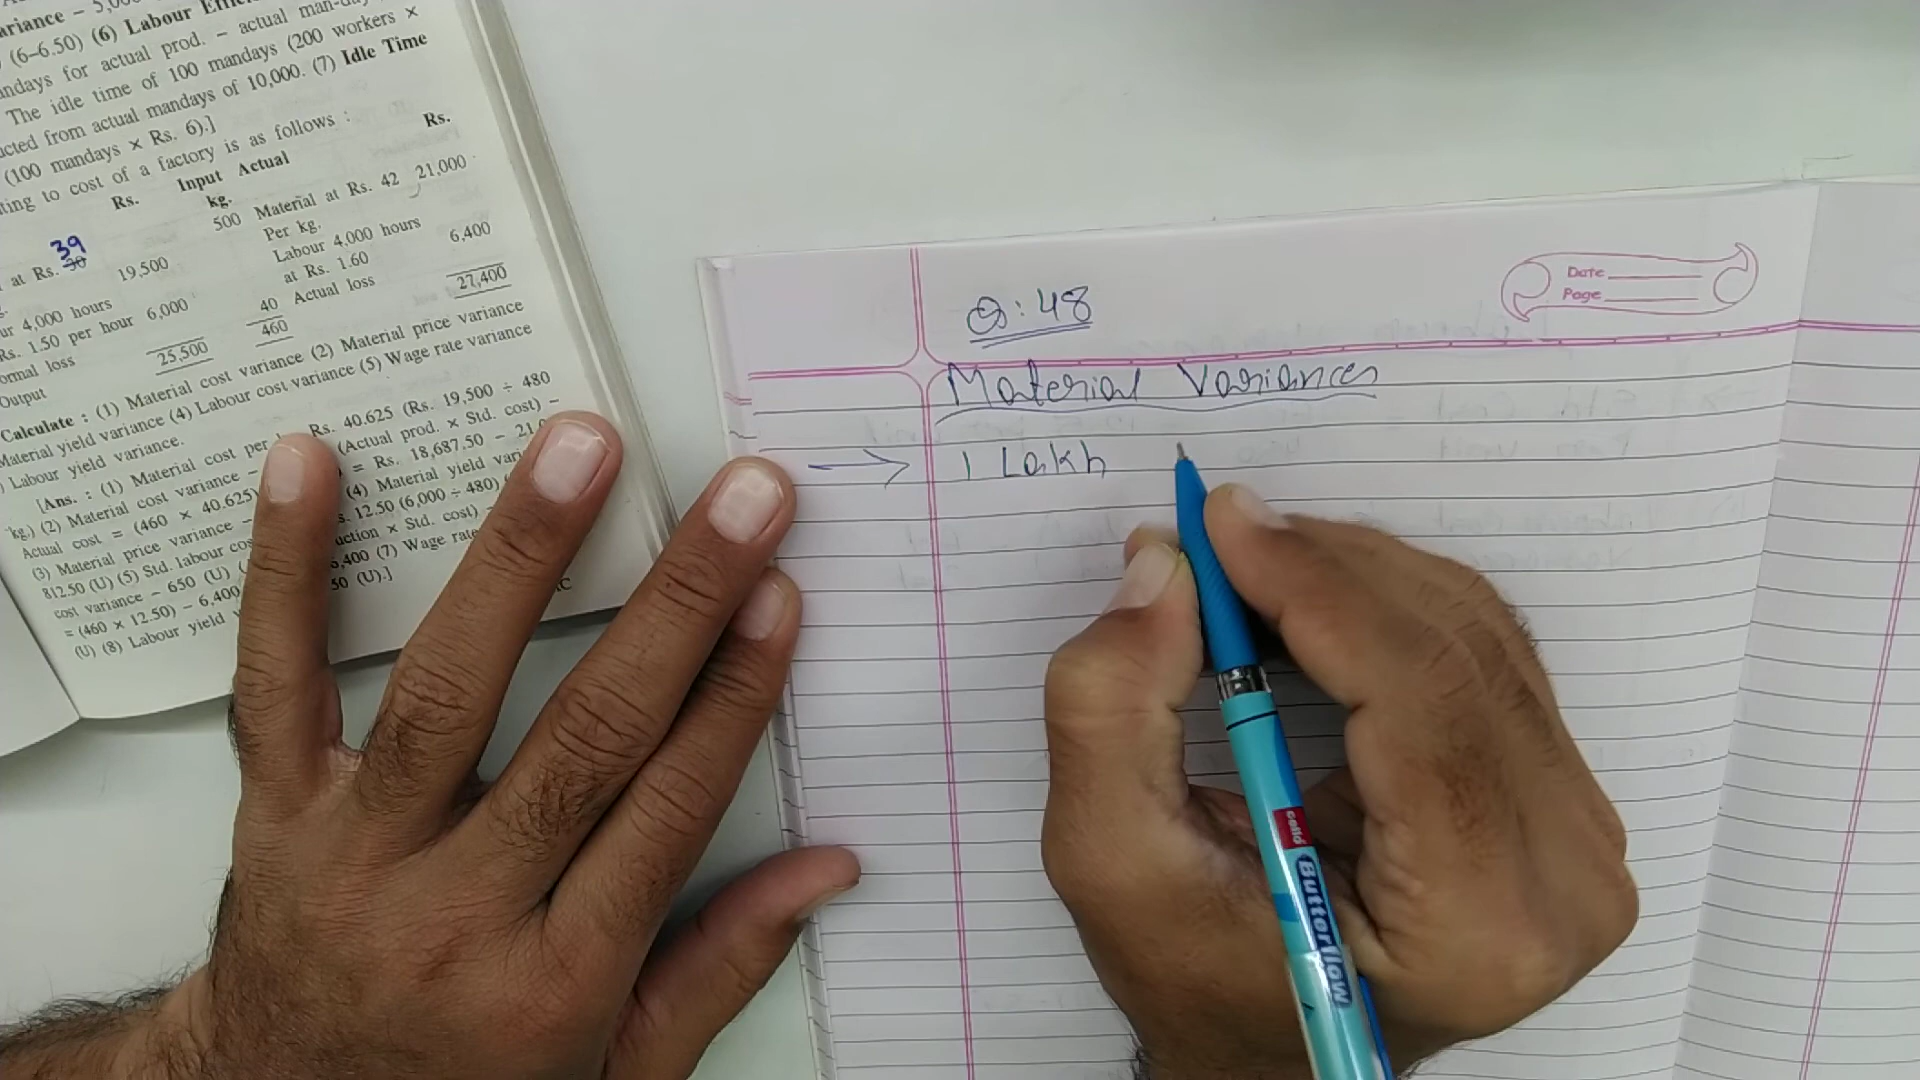 ariance – 5,00
(6–6.50) (6) Labour
andays for actual prod. – actual
The idle time of 100 mandays (200 workers ×
ucted from actual mandays of 10,000. (7) Idle Time
(100 mandays × Rs. 6).]
ting to cost of a factory is as follows :
Rs. Input Actual Rs.
kg.
500 Material at Rs. 42 21,000
Per kg.
at Rs. 30 39 19,500 Labour 4,000 hours 6,400
at Rs. 1.60
ur 4,000 hours 40 Actual loss 27,400
Rs. 1.50 per hour 6,000 460
ormal loss 25,500
Output
Calculate : (1) Material cost variance (2) Material price variance
Material yield variance (4) Labour cost variance (5) Wage rate variance
) Labour yield variance.
[Ans. : (1) Material cost per Rs. 40.625 (Rs. 19,500 ÷ 480
kg.) (2) Material cost variance – (Actual prod. × Std. cost) –
Actual cost = (460 × 40.625) = Rs. 18,687.50 – 21,0
(3) Material price variance – (4) Material yield
812.50 (U) (5) Std. labour s. 12.50 (6,000 ÷ 480)
cost variance – 650 (U) uction × Std. cost)
= (460 × 12.50) – 6,400 6,400 (7) Wage rate
(U) (8) Labour yield 50 (U).]
Date
Page
Q : 48
Material Variances
→ 1 Lakh
cello
Butterflow